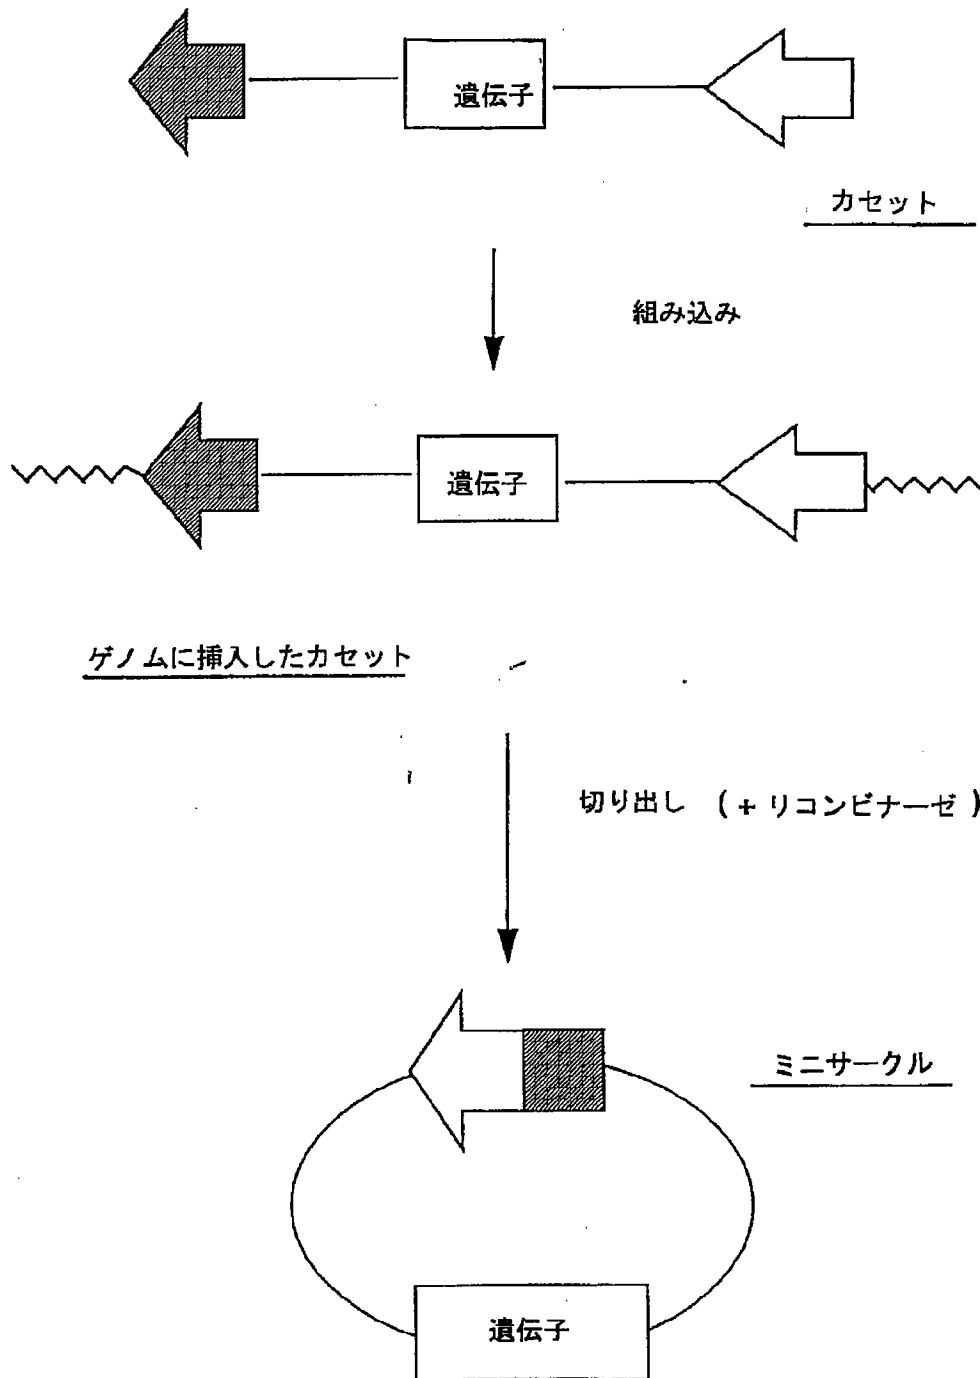 遺伝子
カセット
組み込み
遺伝子
ゲノムに挿入したカセット
切り出し (+ リコンビナーゼ)
ミニサークル
遺伝子